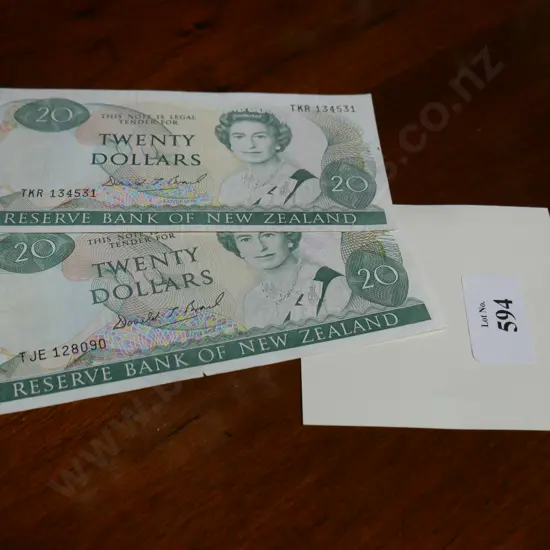 20
THIS NOTE IS LEGAL
TENDER FOR
TKR 134531
TWENTY
DOLLARS
TKR 134531
20
RESERVE BANK OF NEW ZEALAND
20
THIS NOTE IS LEGAL
TENDER FOR
TWENTY
DOLLARS
20
TJE 128090
RESERVE BANK OF NEW ZEALAND
Lot No.
594